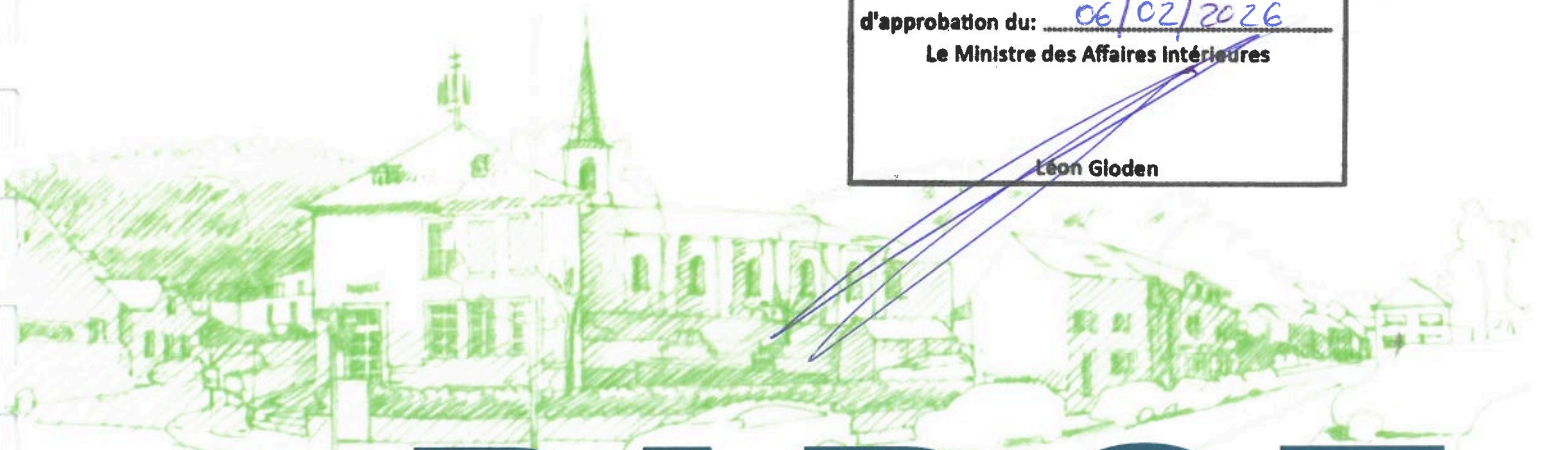 d'approbation du: 06/02/2026
Le Ministre des Affaires Intérieures
Léon Gloden